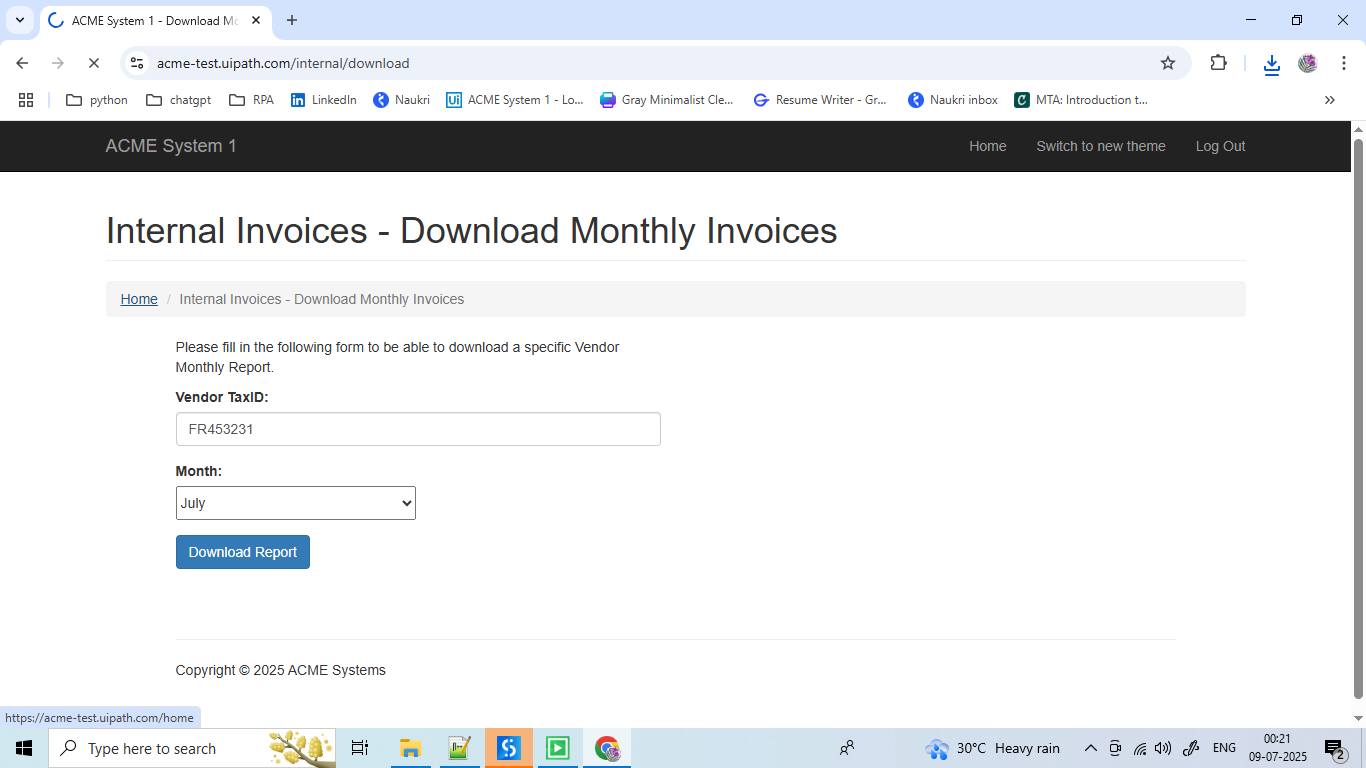 ACME System 1 - Download Mo
acme-test.uipath.com/internal/download
python
chatgpt
RPA
LinkedIn
Naukri
ACME System 1 - Lo...
Gray Minimalist Cle...
Resume Writer - Gr...
Naukri inbox
MTA: Introduction t...
ACME System 1
Home
Switch to new theme
Log Out
Internal Invoices - Download Monthly Invoices
Home / Internal Invoices - Download Monthly Invoices
Please fill in the following form to be able to download a specific Vendor
Monthly Report.
Vendor TaxID:
FR453231
Month:
July
Download Report
Copyright © 2025 ACME Systems
https://acme-test.uipath.com/home
Type here to search
30°C Heavy rain
ENG
00:21
09-07-2025
2